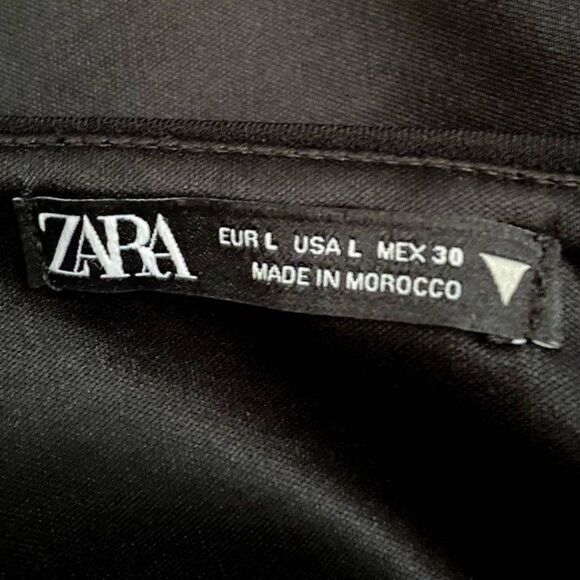 ZARA
EUR L USA L MEX 30
MADE IN MOROCCO